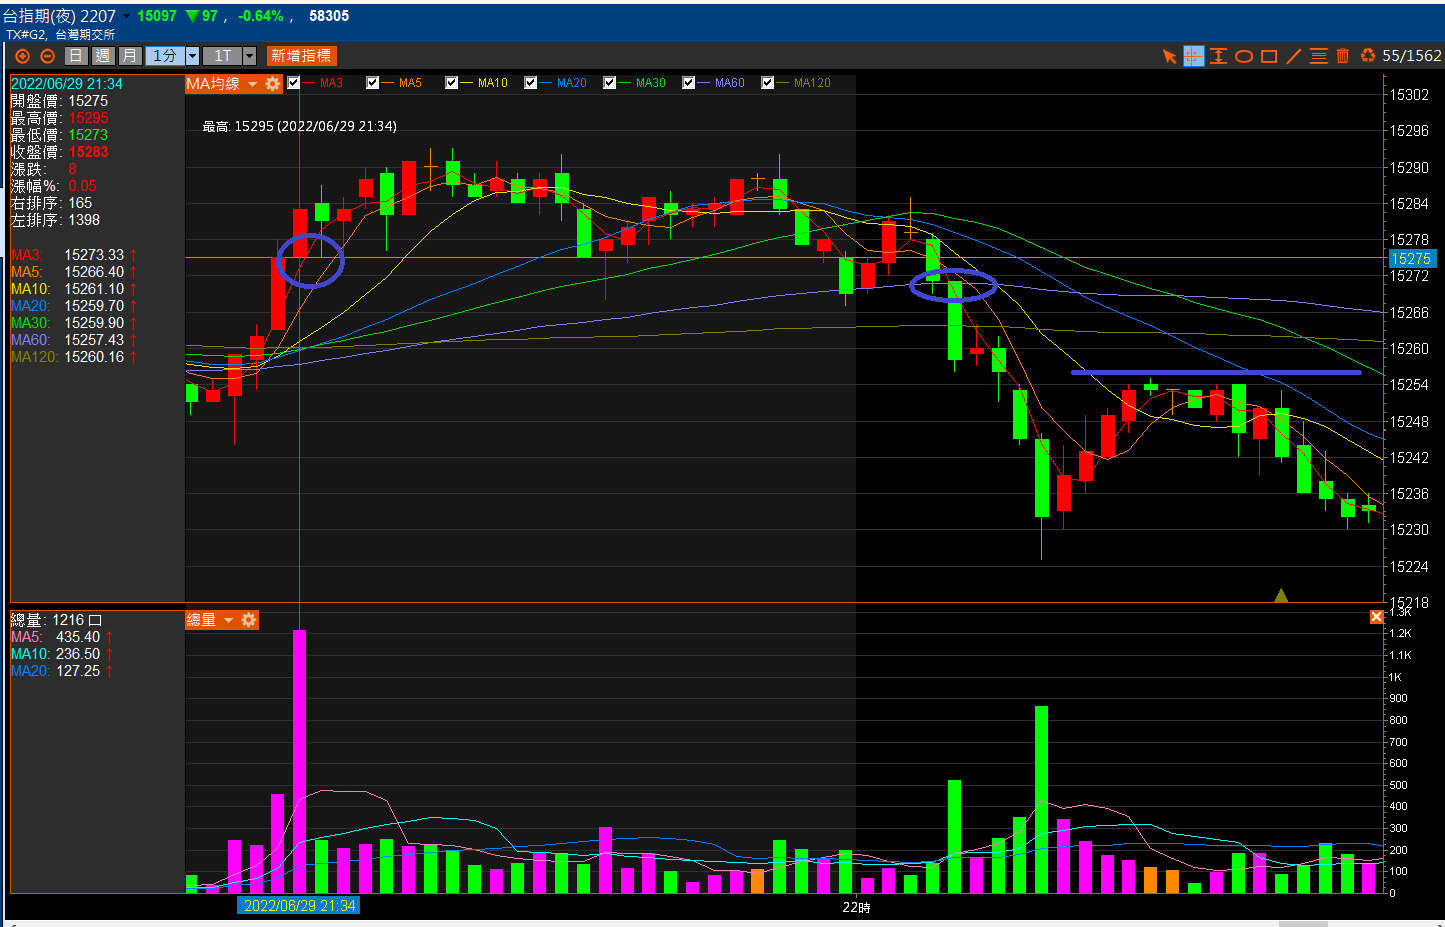 台指期(夜) 2207 15097 ▼97 , -0.64% , 58305
TX#G2, 台灣期交所
日 週 月 1分 1T 新增指標 55/1562
2022/06/29 21:34
開盤價: 15275
最高價: 15295
最低價: 15273
收盤價: 15283
漲跌: 8
漲幅%: 0.05
右排序: 165
左排序: 1398
MA3: 15273.33 ↑
MA5: 15266.40 ↑
MA10: 15261.10 ↑
MA20: 15259.70 ↑
MA30: 15259.90 ↑
MA60: 15257.43 ↑
MA120: 15260.16 ↑
MA均線 MA3 MA5 MA10 MA20 MA30 MA60 MA120
最高: 15295 (2022/06/29 21:34)
15302
15296
15290
15284
15278
15275
15272
15266
15260
15254
15248
15242
15236
15230
15224
15218
總量: 1216 口
MA5: 435.40 ↑
MA10: 236.50 ↑
MA20: 127.25 ↑
總量
1.3K
1.2K
1.1K
1K
900
800
700
600
500
400
300
200
100
0
2022/06/29 21:34
22時